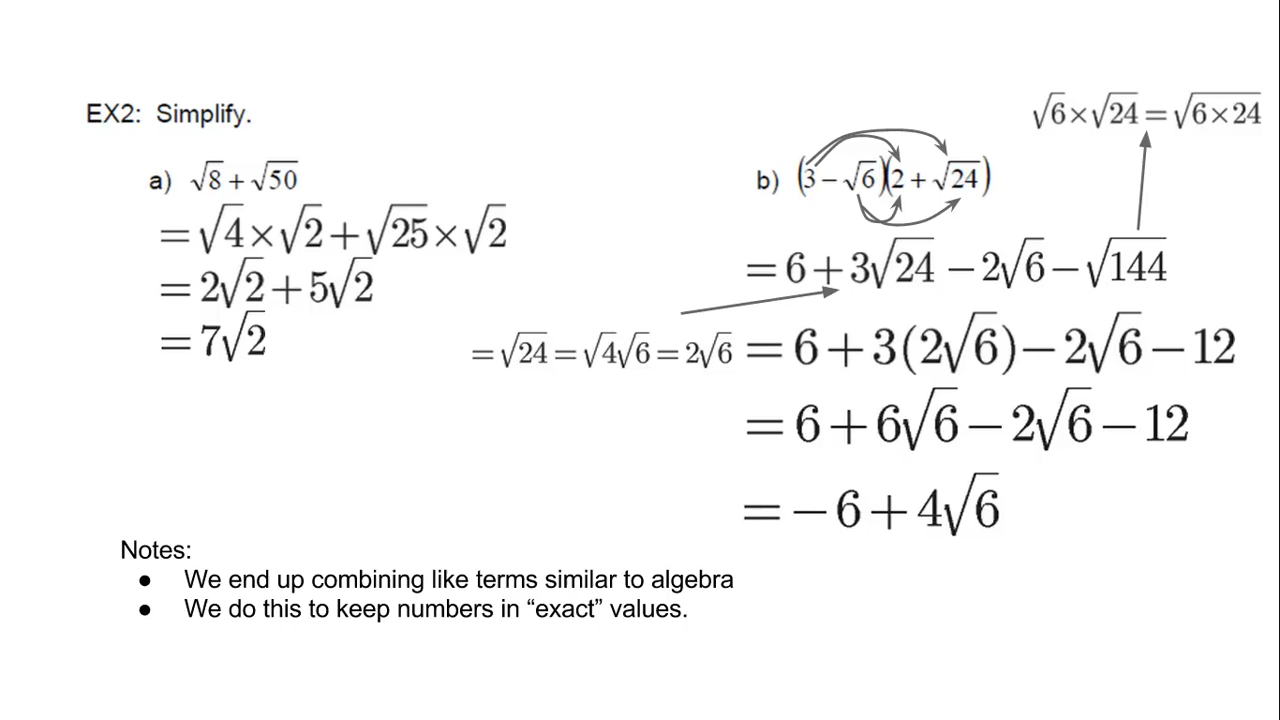 EX2: Simplify.
a) √8 + √50
= √4 × √2 + √25 × √2
= 2√2 + 5√2
= 7√2
√6 × √24 = √(6 × 24)
b) (3 − √6)(2 + √24)
= 6 + 3√24 − 2√6 − √144
= √24 = √4√6 = 2√6
= 6 + 3(2√6) − 2√6 − 12
= 6 + 6√6 − 2√6 − 12
= −6 + 4√6
Notes:
● We end up combining like terms similar to algebra
● We do this to keep numbers in “exact” values.